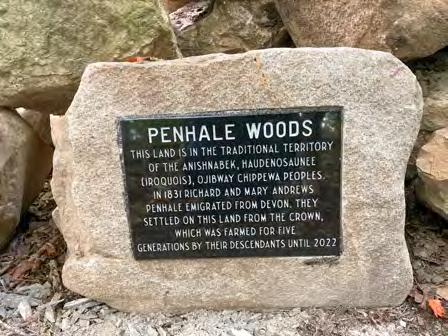 PENHALE WOODS
THIS LAND IS IN THE TRADITIONAL TERRITORY
OF THE ANISHNABEK, HAUDENOSAUNEE
(IROQUOIS), OJIBWAY CHIPPEWA PEOPLES.
IN 1831 RICHARD AND MARY ANDREWS
PENHALE EMIGRATED FROM DEVON. THEY
SETTLED ON THIS LAND FROM THE CROWN,
WHICH WAS FARMED FOR FIVE
GENERATIONS BY THEIR DESCENDANTS UNTIL 2022